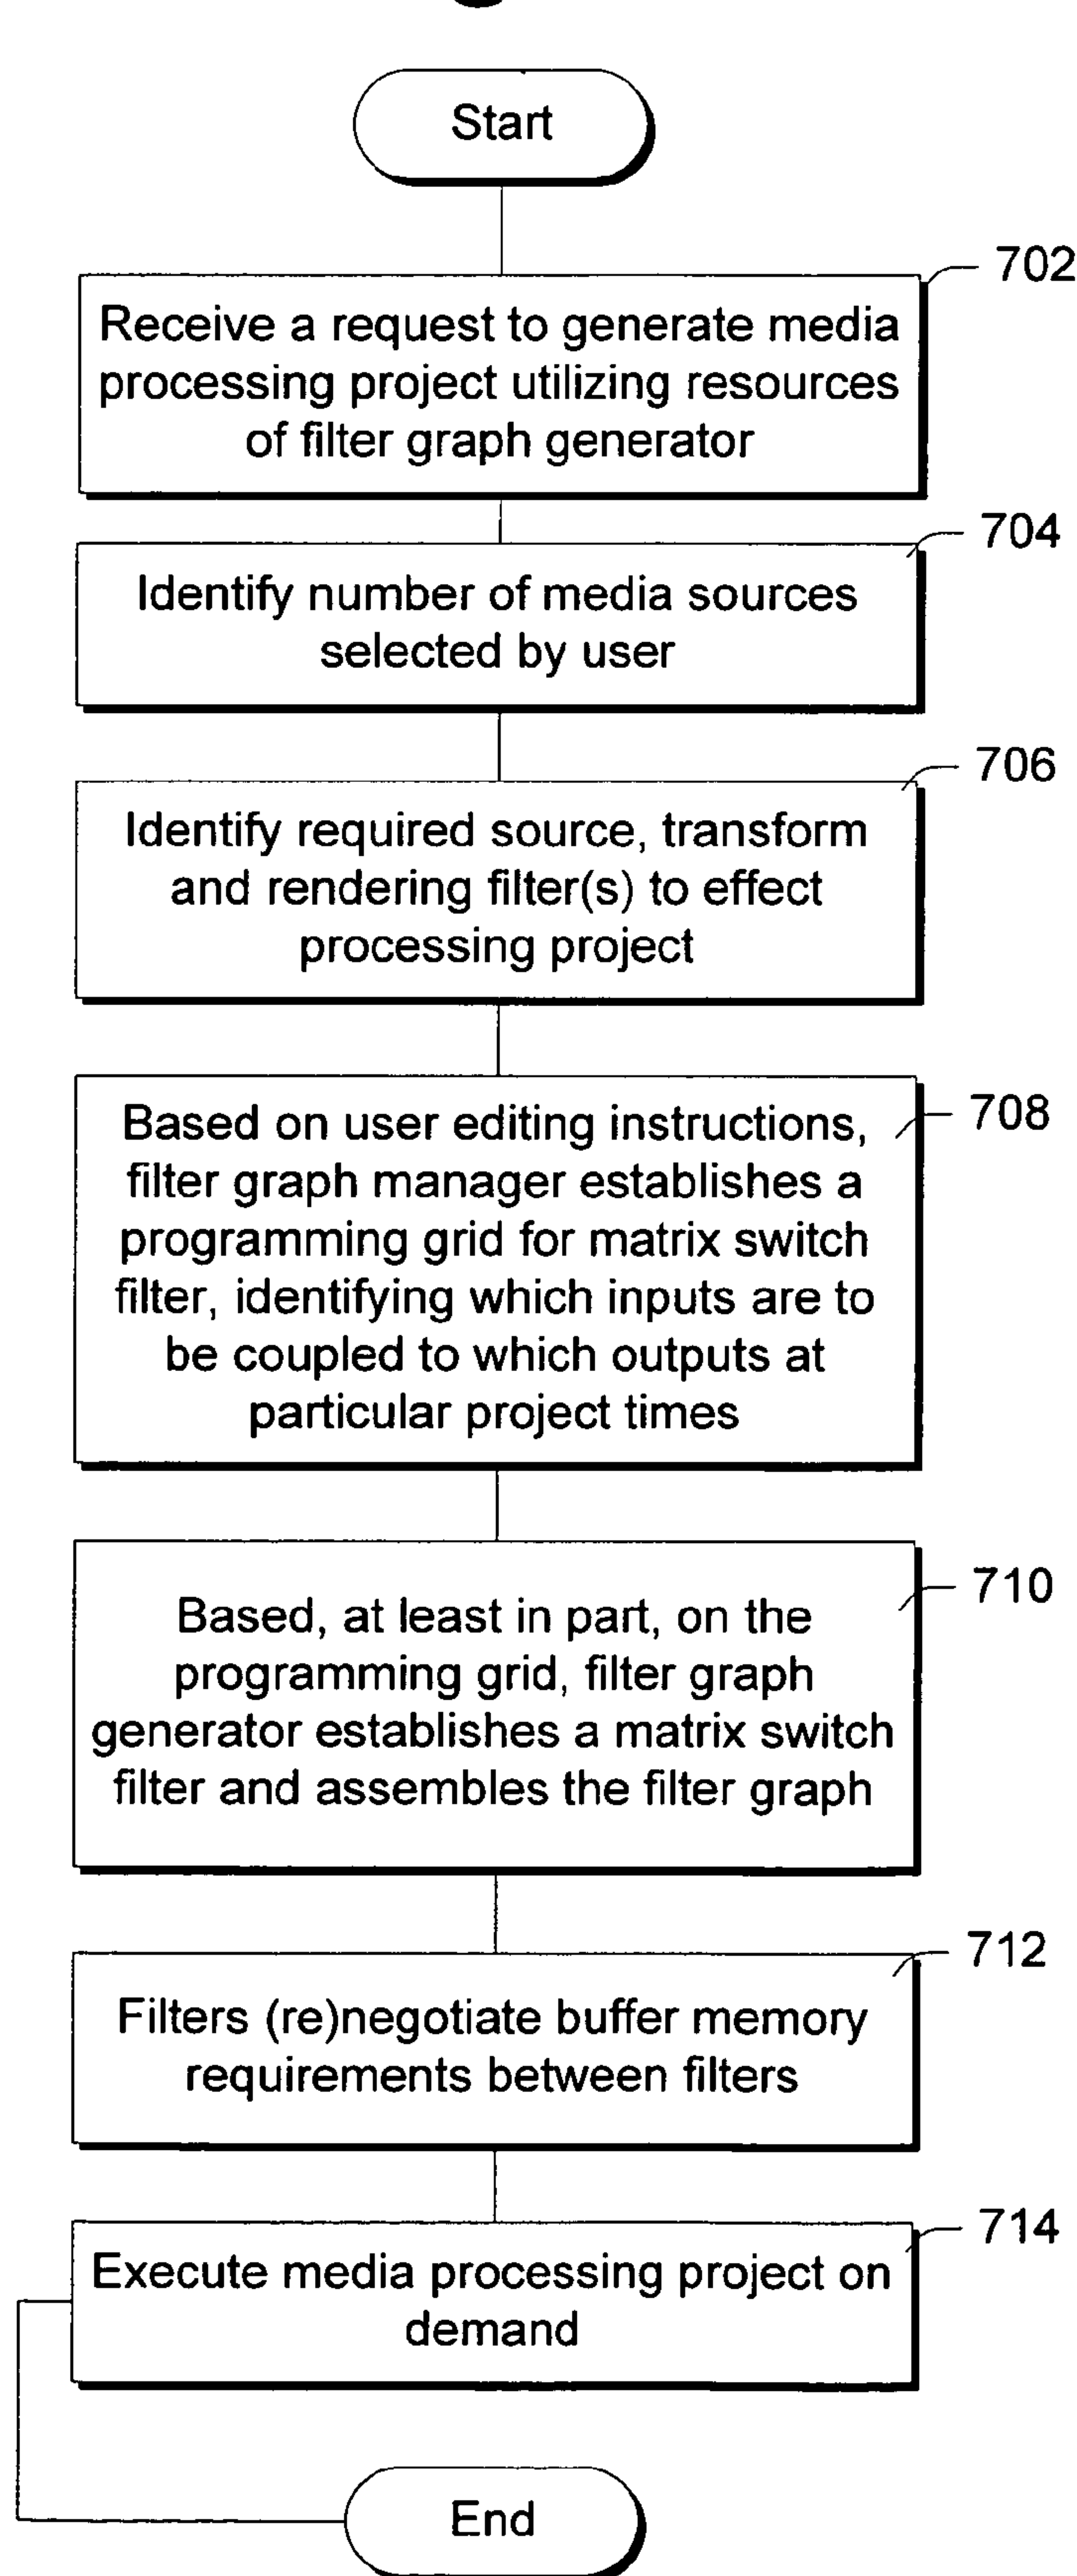 Start
702
Receive a request to generate media
processing project utilizing resources
of filter graph generator
704
Identify number of media sources
selected by user
706
Identify required source, transform
and rendering filter(s) to effect
processing project
708
Based on user editing instructions,
filter graph manager establishes a
programming grid for matrix switch
filter, identifying which inputs are to
be coupled to which outputs at
particular project times
710
Based, at least in part, on the
programming grid, filter graph
generator establishes a matrix switch
filter and assembles the filter graph
712
Filters (re)negotiate buffer memory
requirements between filters
714
Execute media processing project on
demand
End